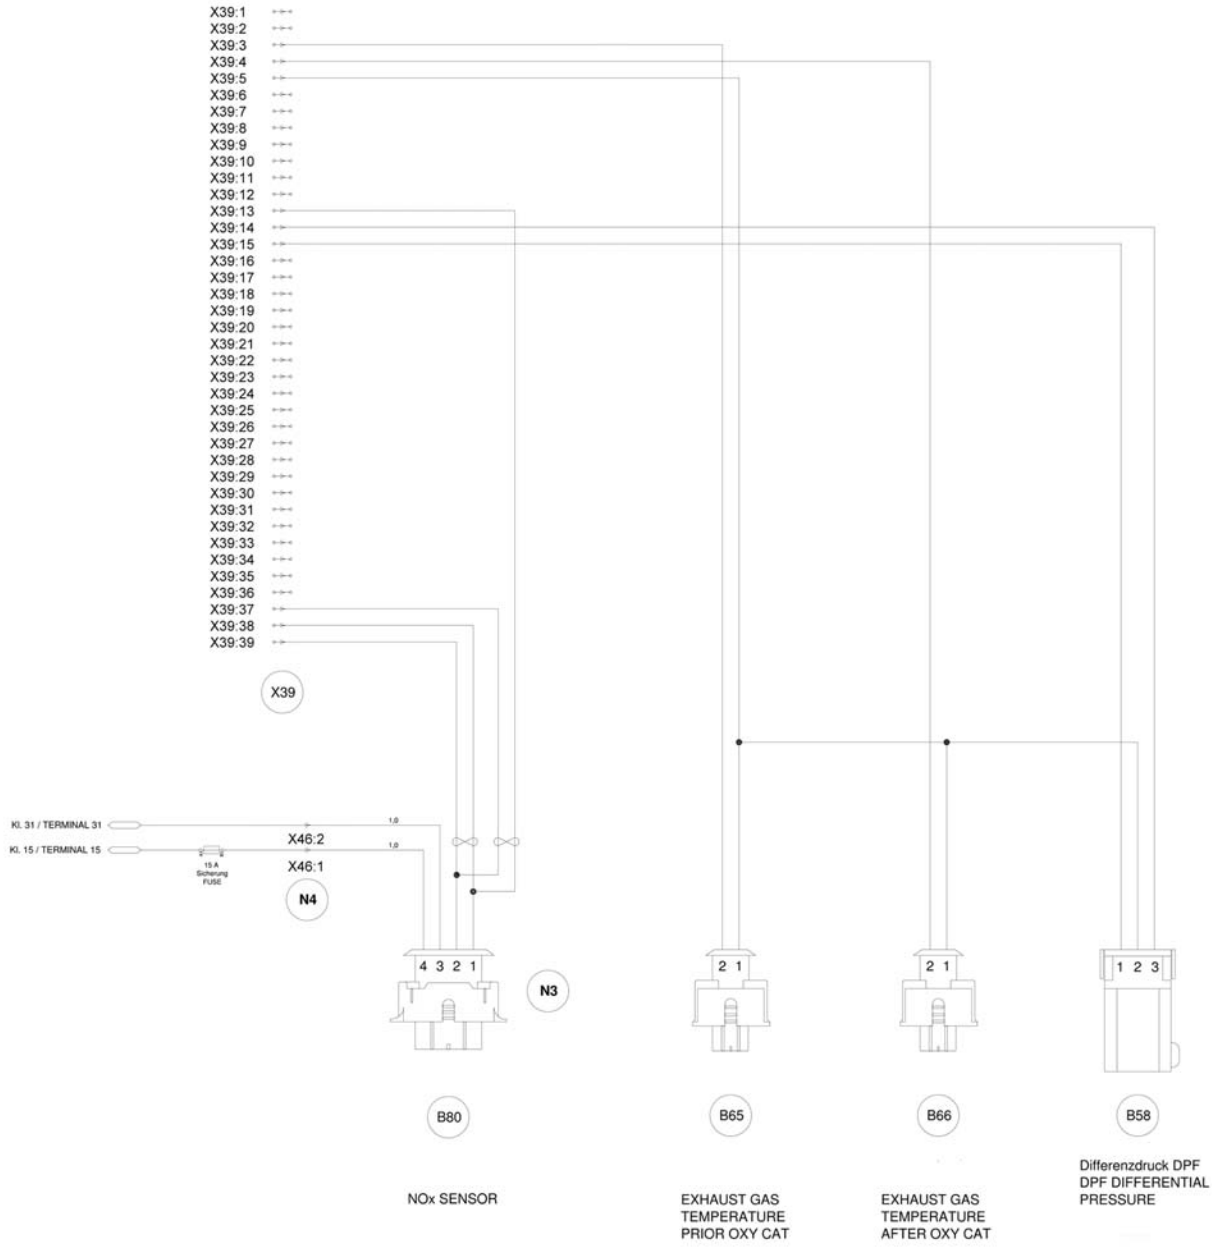 X39:1
X39:2
X39:3
X39:4
X39:5
X39:6
X39:7
X39:8
X39:9
X39:10
X39:11
X39:12
X39:13
X39:14
X39:15
X39:16
X39:17
X39:18
X39:19
X39:20
X39:21
X39:22
X39:23
X39:24
X39:25
X39:26
X39:27
X39:28
X39:29
X39:30
X39:31
X39:32
X39:33
X39:34
X39:35
X39:36
X39:37
X39:38
X39:39
X39
Kl. 31 / TERMINAL 31
1,0
X46:2
Kl. 15 / TERMINAL 15
1,0
15 A
Sicherung
FUSE
X46:1
N4
4 3 2 1
2 1
2 1
1 2 3
N3
B80
B65
B66
B58
NOx SENSOR
EXHAUST GAS
TEMPERATURE
PRIOR OXY CAT
EXHAUST GAS
TEMPERATURE
AFTER OXY CAT
Differenzdruck DPF
DPF DIFFERENTIAL
PRESSURE